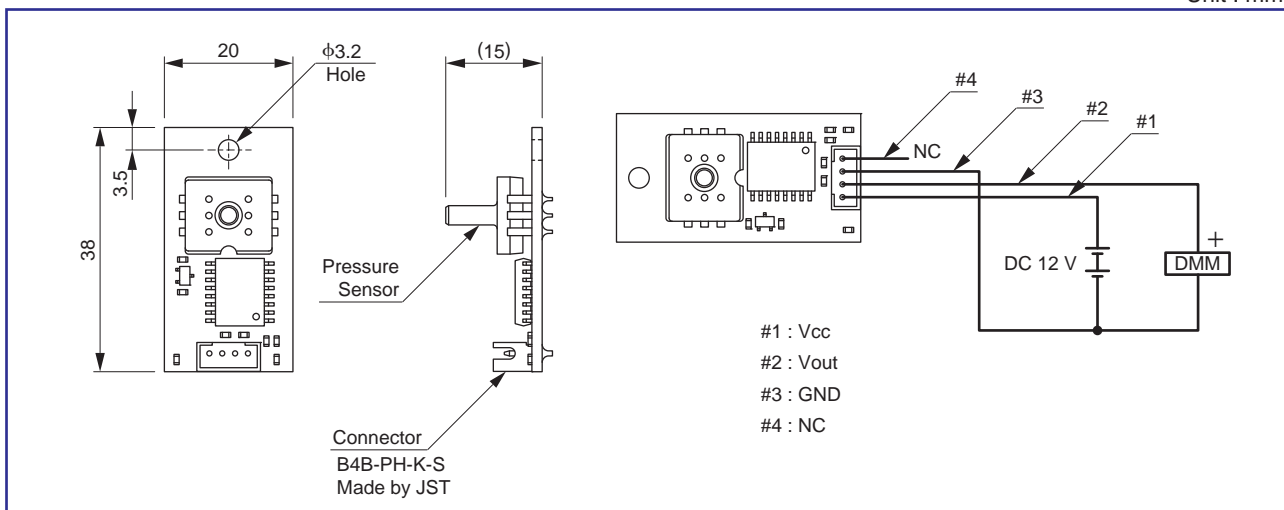 20
φ3.2
Hole
(15)
3.5
38
Pressure
Sensor
Connector
B4B-PH-K-S
Made by JST
#4
#3
#2
#1
NC
DC 12 V
+
DMM
#1 : Vcc
#2 : Vout
#3 : GND
#4 : NC